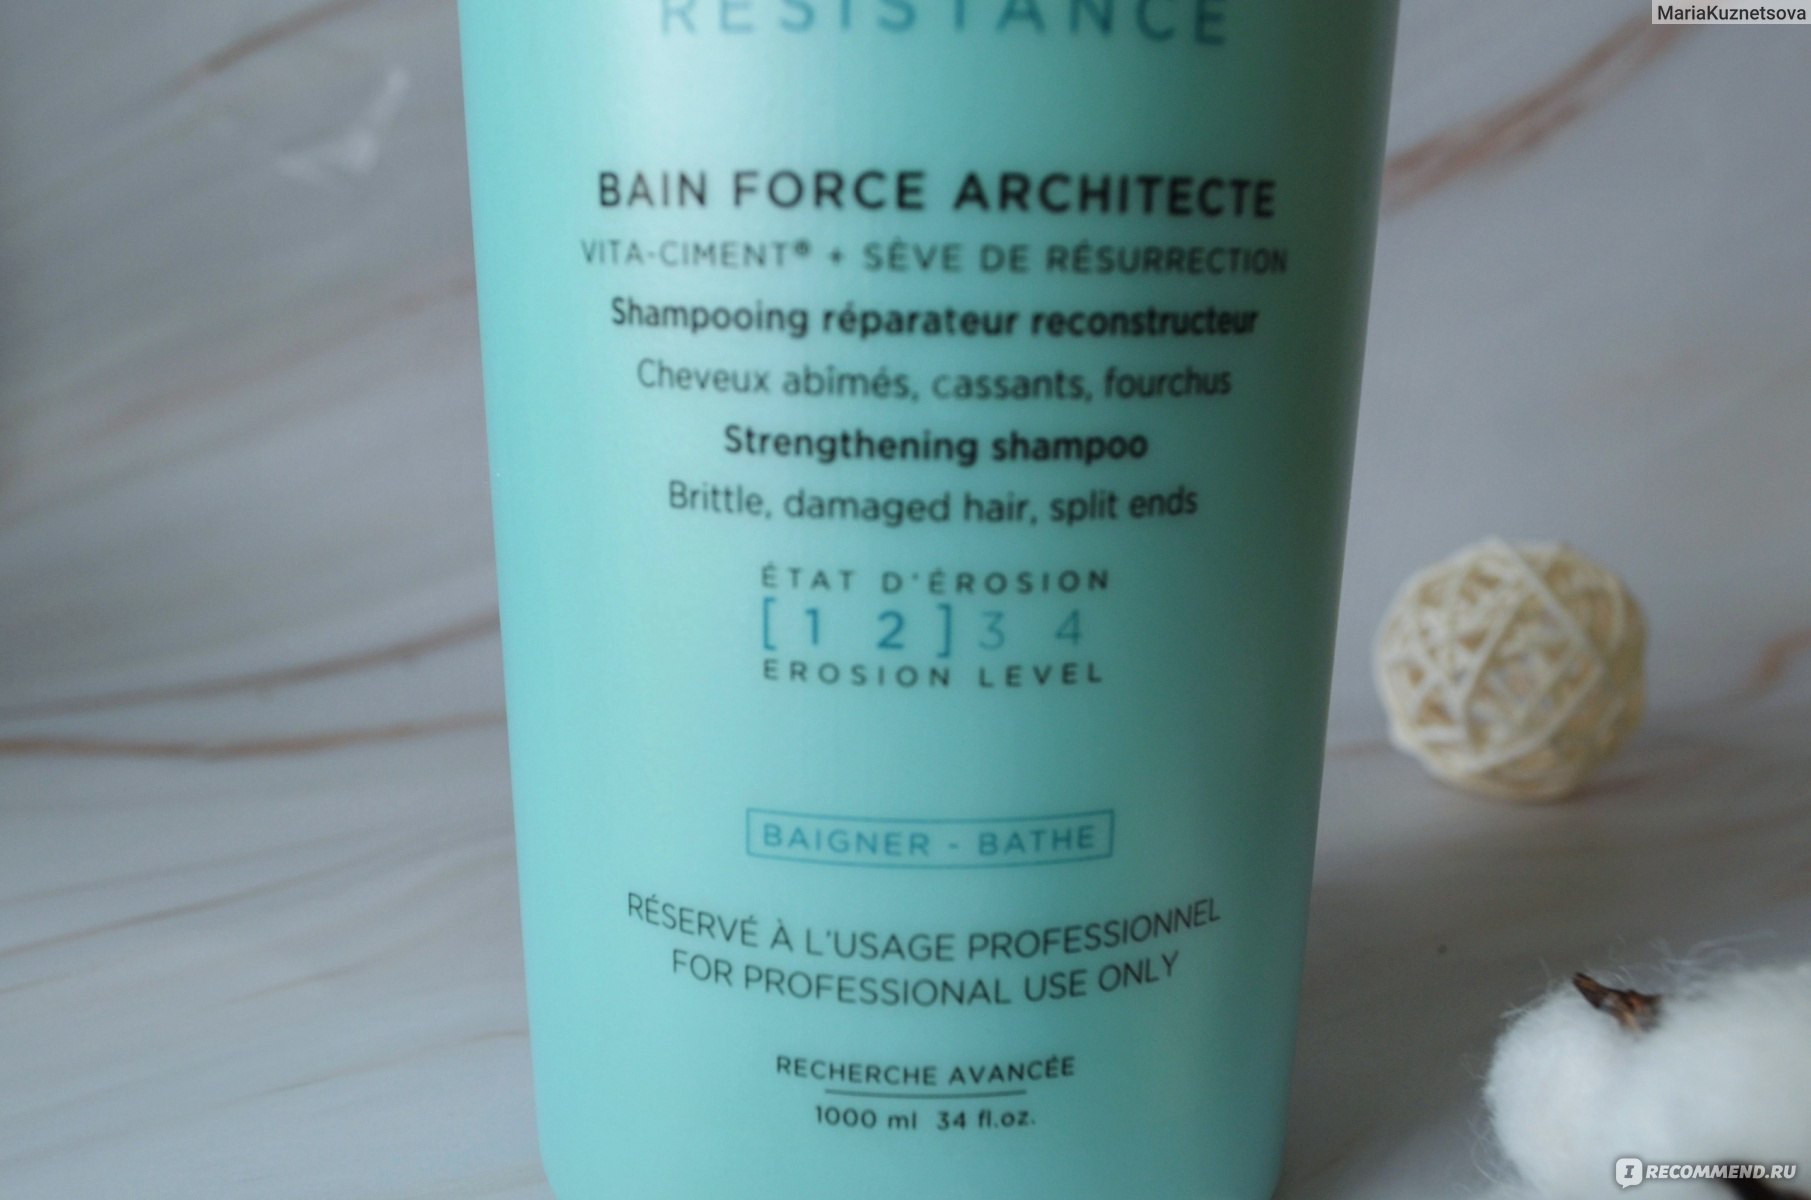 MariaKuznetsova
RESISTANCE
BAIN FORCE ARCHITECTE
VITA-CIMENT® + SÈVE DE RÉSURRECTION
Shampooing réparateur reconstructeur
Cheveux abîmés, cassants, fourchus
Strengthening shampoo
Brittle, damaged hair, split ends
ÉTAT D'ÉROSION
[ 1 2 ] 3 4
EROSION LEVEL
BAIGNER - BATHE
RÉSERVÉ À L'USAGE PROFESSIONNEL
FOR PROFESSIONAL USE ONLY
RECHERCHE AVANCÉE
1000 ml 34 fl.oz.
I RECOMMEND.RU